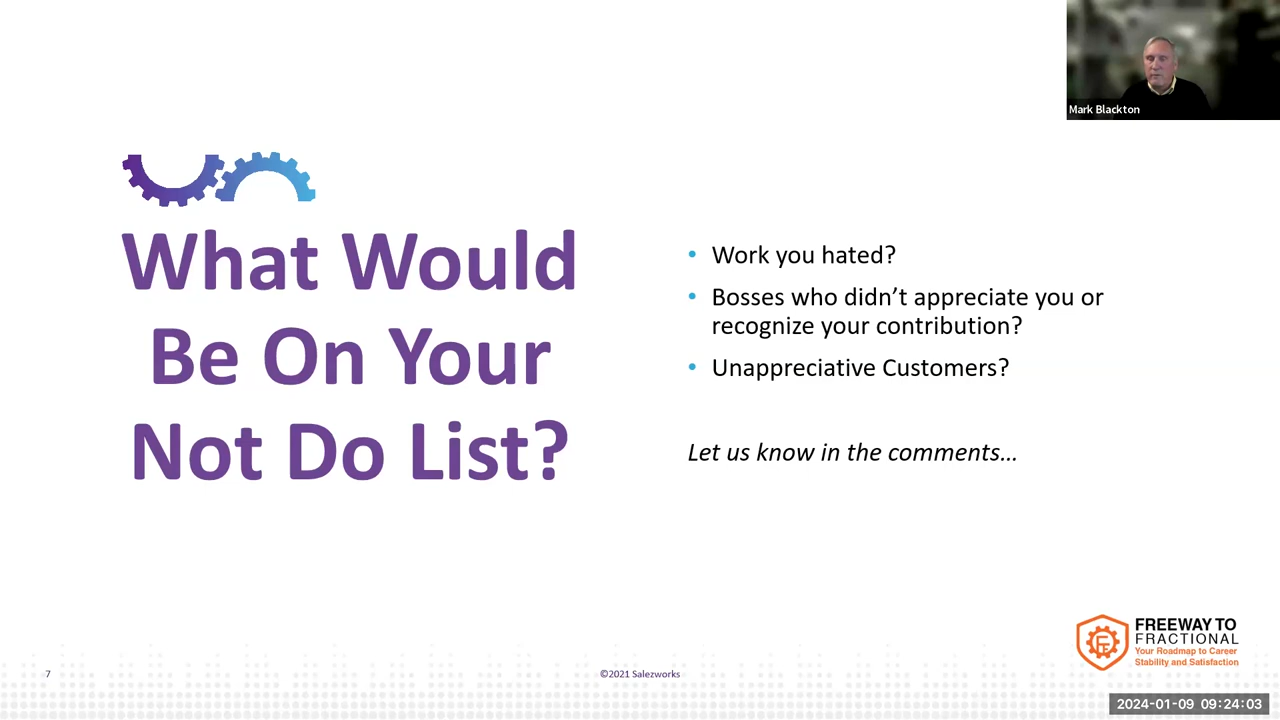 Mark Blackton
What Would
Be On Your
Not Do List?
• Work you hated?
• Bosses who didn’t appreciate you or
recognize your contribution?
• Unappreciative Customers?
Let us know in the comments...
FREEWAY TO
FRACTIONAL
Your Roadmap to Career
Stability and Satisfaction
7
©2021 Salezworks
2024-01-09 09:24:03